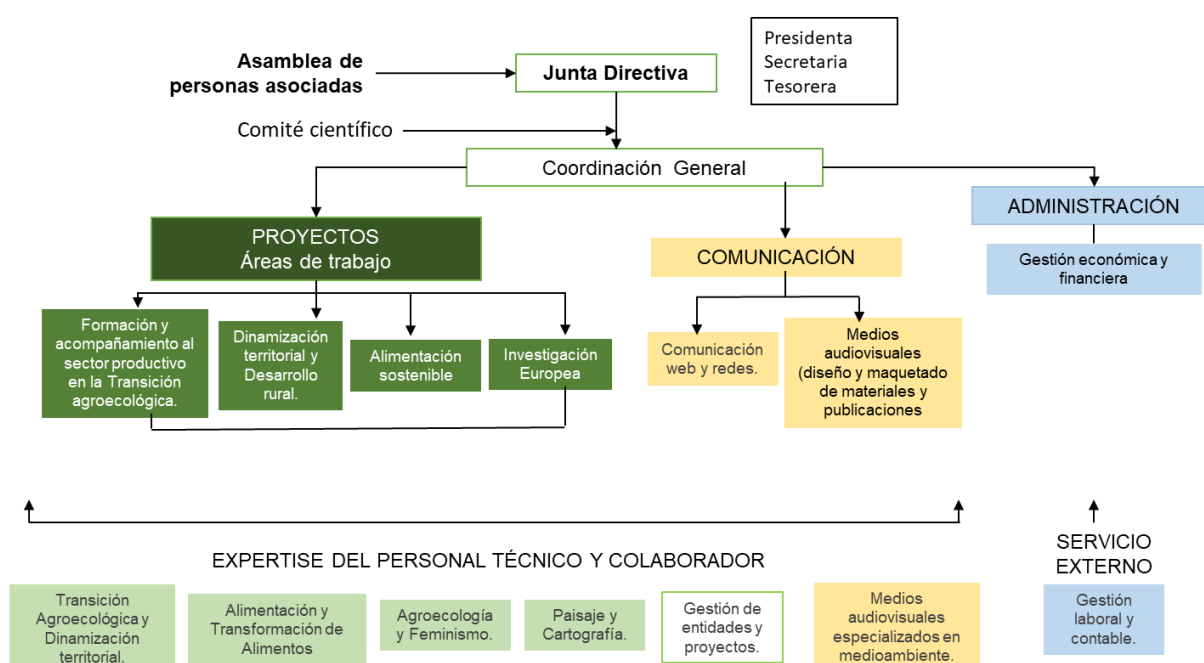 Asamblea de
personas asociadas
Junta Directiva
Presidenta
Secretaria
Tesorera
Comité científico
Coordinación General
PROYECTOS
Áreas de trabajo
COMUNICACIÓN
ADMINISTRACIÓN
Gestión económica y
financiera
Formación y
acompañamiento al
sector productivo
en la Transición
agroecológica.
Dinamización
territorial y
Desarrollo
rural.
Alimentación
sostenible
Investigación
Europea
Comunicación
web y redes.
Medios
audiovisuales
(diseño y maquetado
de materiales y
publicaciones
EXPERTISE DEL PERSONAL TÉCNICO Y COLABORADOR
SERVICIO
EXTERNO
Transición
Agroecológica y
Dinamización
territorial.
Alimentación y
Transformación de
Alimentos
Agroecología
y Feminismo.
Paisaje y
Cartografía.
Gestión de
entidades y
proyectos.
Medios
audiovisuales
especializados en
medioambiente.
Gestión
laboral y
contable.